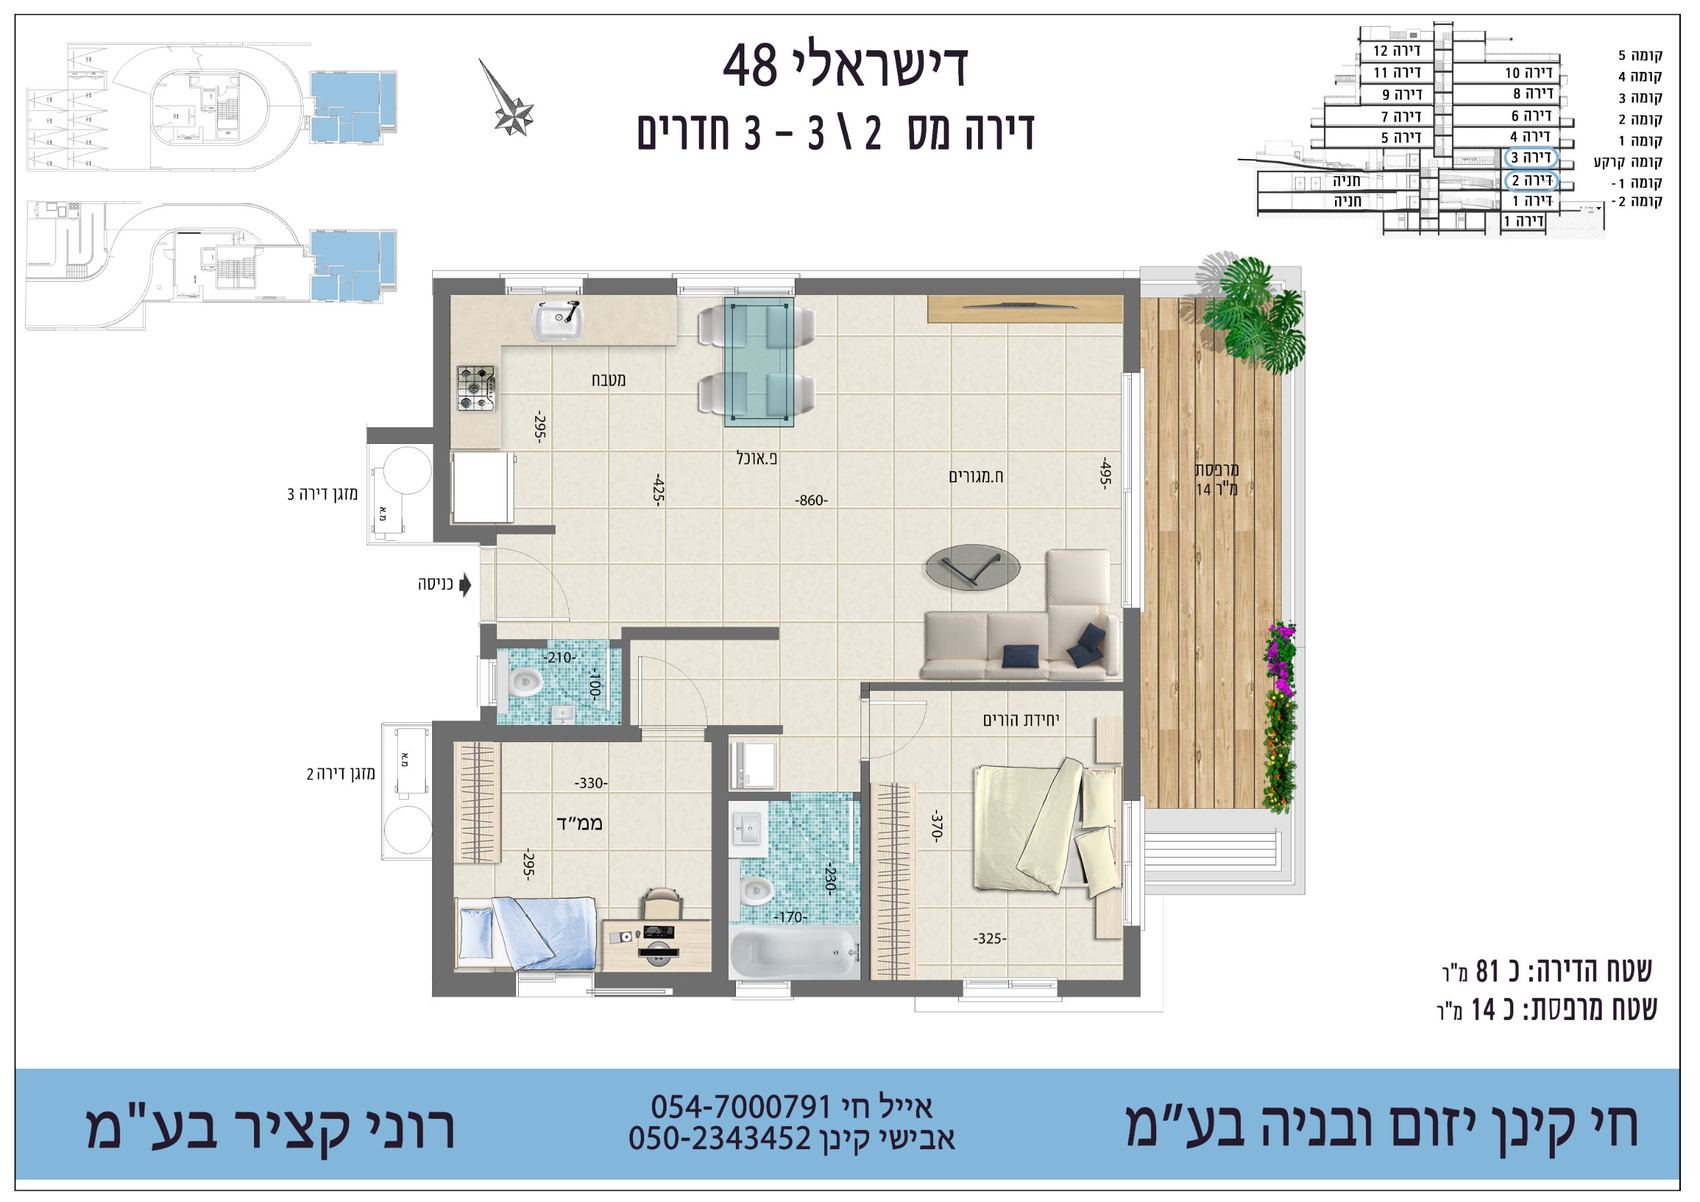 דישראלי 48
דירה מס 2 \ 3 – 3 חדרים
דירה 12
קומה 5
דירה 11
דירה 10
קומה 4
דירה 9
דירה 8
קומה 3
דירה 7
דירה 6
קומה 2
דירה 5
דירה 4
קומה 1
דירה 3
קומה קרקע
חניה
דירה 2
קומה 1-
חניה
דירה 1
קומה 2-
דירה 1
מטבח
-295-
פ.אוכל
-425-
-860-
ח.מגורים
-495-
מרפסת
14 מ"ר
מזגן דירה 3
מ.א
כניסה
-210-
-100-
יחידת הורים
מזגן דירה 2
מ.א
-330-
ממ״ד
-295-
-370-
-230-
-170-
-325-
שטח הדירה: כ 81 מ"ר
שטח מרפסת: כ 14 מ"ר
חי קינן יזום ובניה בע״מ
אייל חי 054-7000791
אבישי קינן 050-2343452
רוני קציר בע"מ